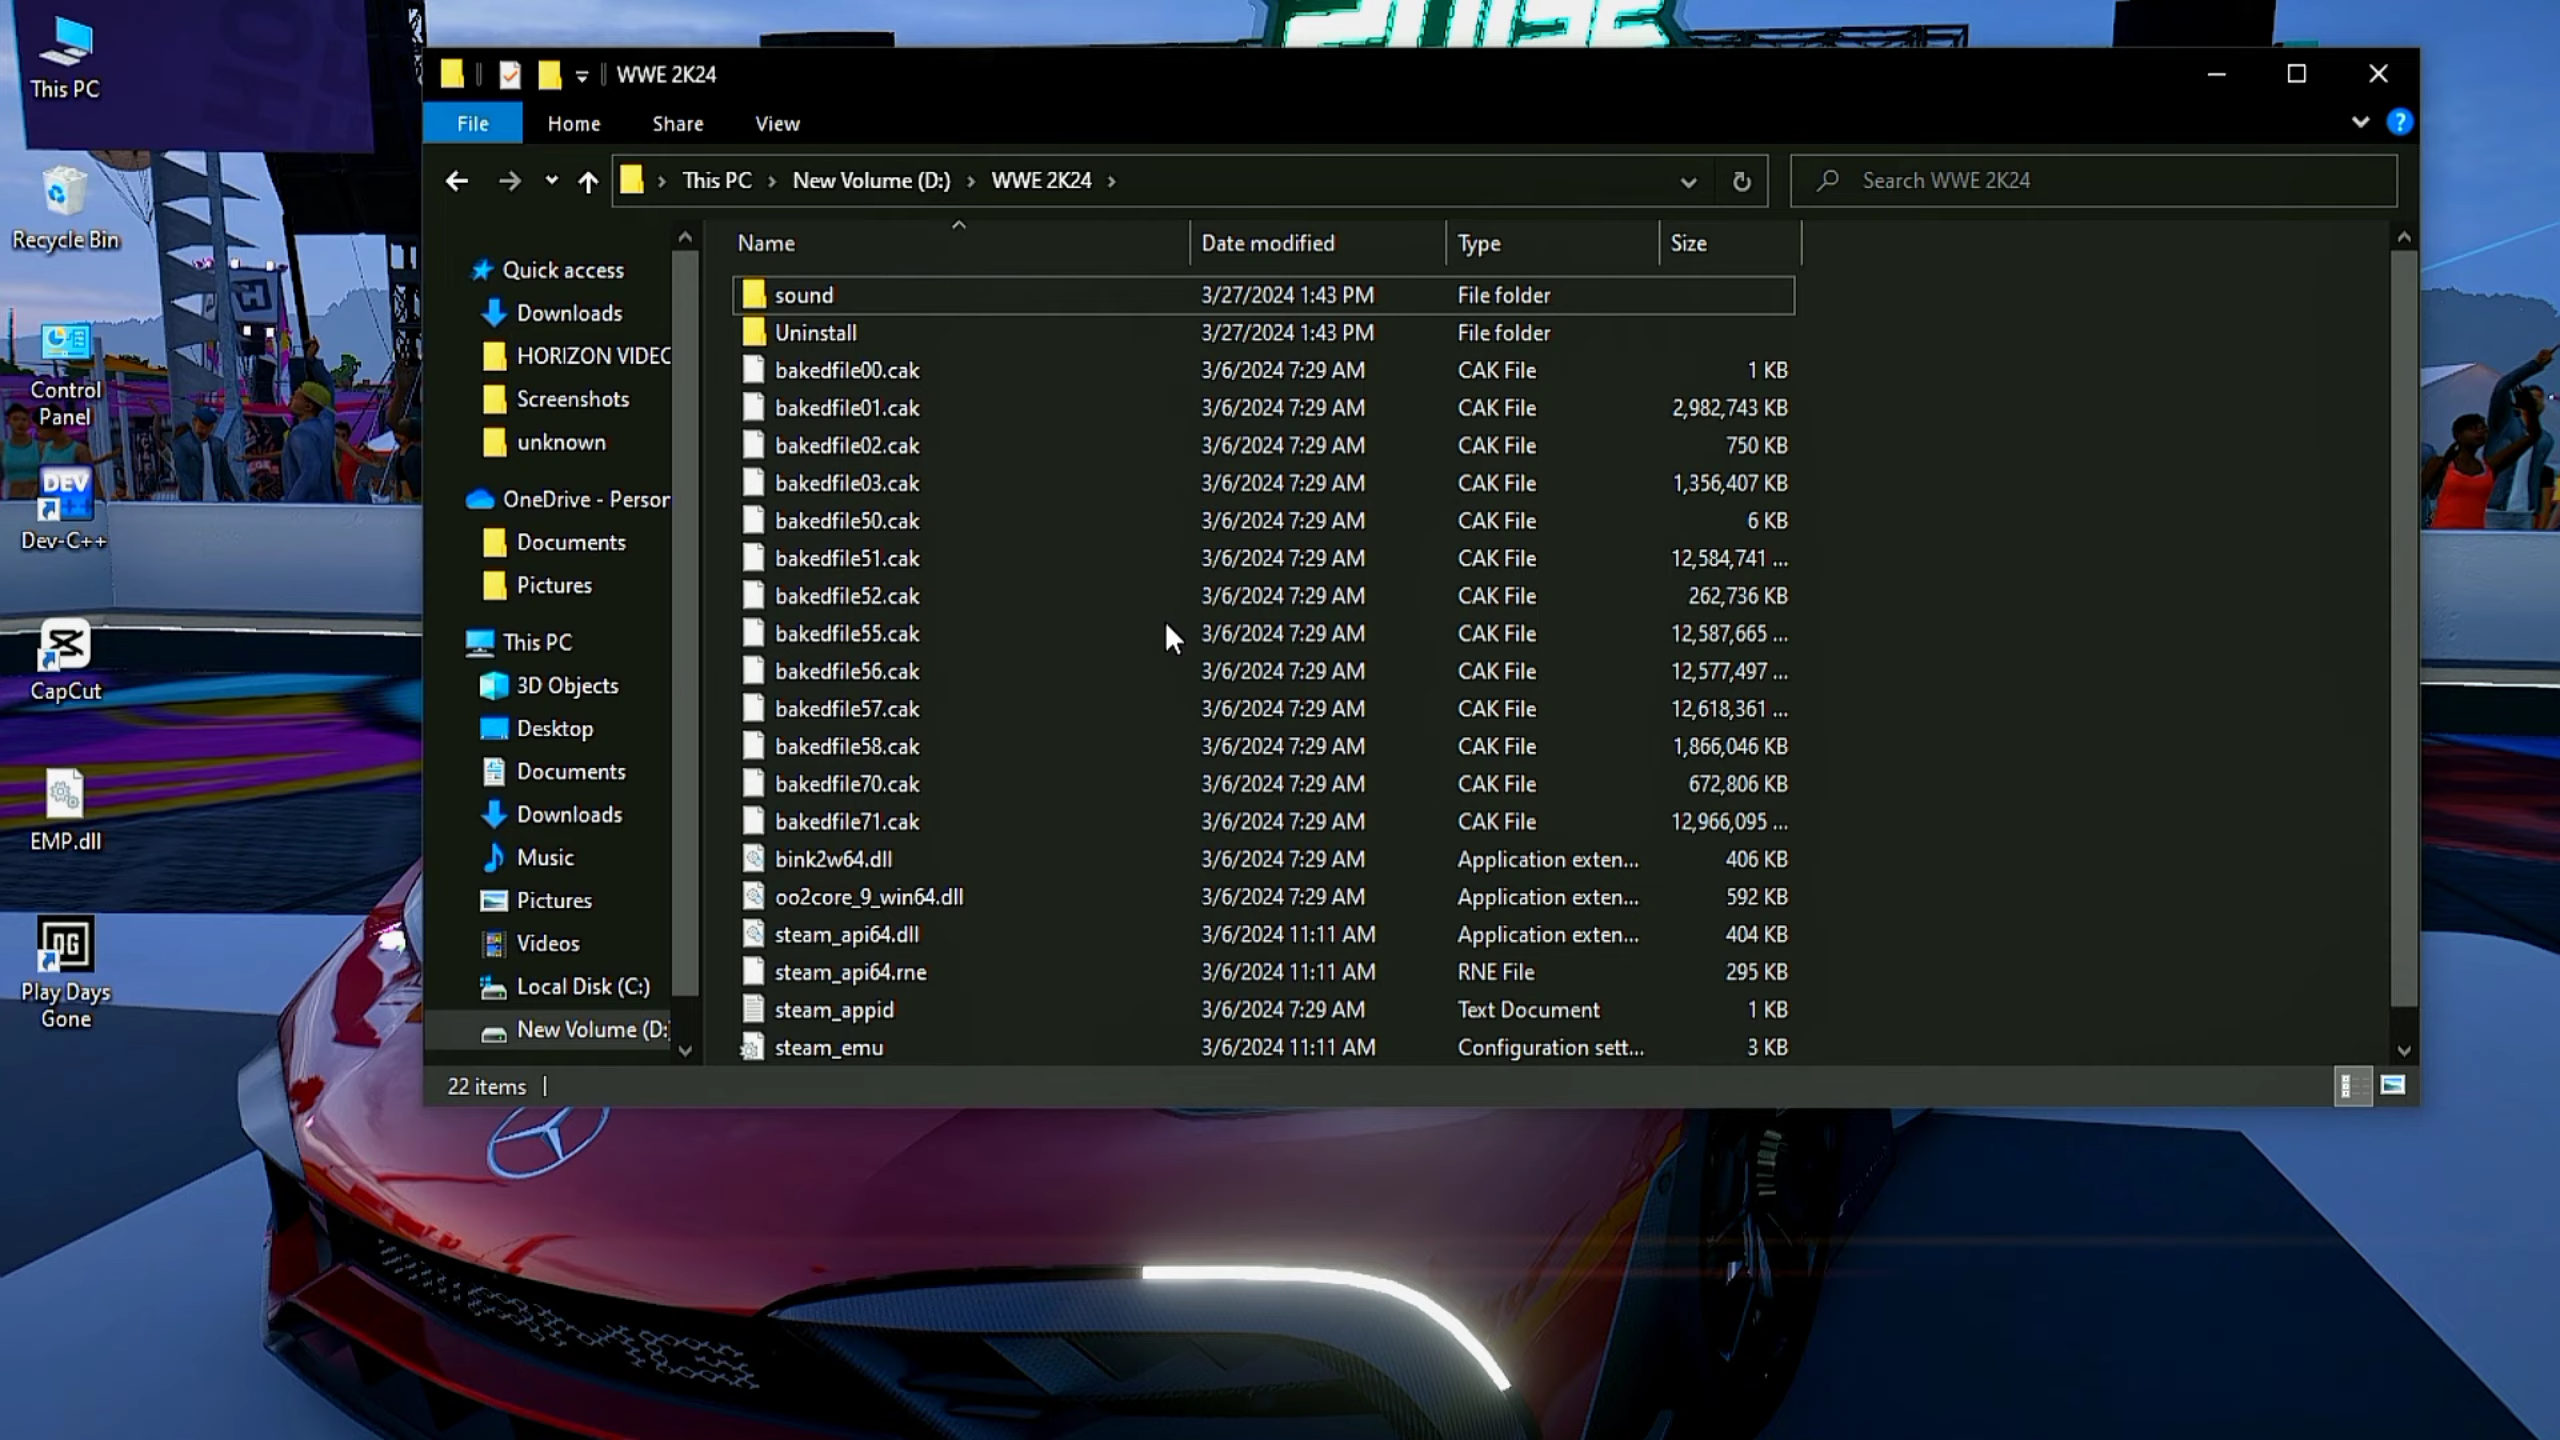 This PC
Recycle Bin
Control
Panel
DEV
Dev-C++
CapCut
EMP.dll
DG
Play Days
Gone
WWE 2K24
File Home Share View
This PC New Volume (D:) WWE 2K24
Search WWE 2K24
Quick access
Downloads
HORIZON VIDEC
Screenshots
unknown
OneDrive - Person
Documents
Pictures
This PC
3D Objects
Desktop
Documents
Downloads
Music
Pictures
Videos
Local Disk (C:)
New Volume (D:)
Name Date modified Type Size
sound 3/27/2024 1:43 PM File folder
Uninstall 3/27/2024 1:43 PM File folder
bakedfile00.cak 3/6/2024 7:29 AM CAK File 1 KB
bakedfile01.cak 3/6/2024 7:29 AM CAK File 2,982,743 KB
bakedfile02.cak 3/6/2024 7:29 AM CAK File 750 KB
bakedfile03.cak 3/6/2024 7:29 AM CAK File 1,356,407 KB
bakedfile50.cak 3/6/2024 7:29 AM CAK File 6 KB
bakedfile51.cak 3/6/2024 7:29 AM CAK File 12,584,741 ...
bakedfile52.cak 3/6/2024 7:29 AM CAK File 262,736 KB
bakedfile55.cak 3/6/2024 7:29 AM CAK File 12,587,665 ...
bakedfile56.cak 3/6/2024 7:29 AM CAK File 12,577,497 ...
bakedfile57.cak 3/6/2024 7:29 AM CAK File 12,618,361 ...
bakedfile58.cak 3/6/2024 7:29 AM CAK File 1,866,046 KB
bakedfile70.cak 3/6/2024 7:29 AM CAK File 672,806 KB
bakedfile71.cak 3/6/2024 7:29 AM CAK File 12,966,095 ...
bink2w64.dll 3/6/2024 7:29 AM Application exten... 406 KB
oo2core_9_win64.dll 3/6/2024 7:29 AM Application exten... 592 KB
steam_api64.dll 3/6/2024 11:11 AM Application exten... 404 KB
steam_api64.rne 3/6/2024 11:11 AM RNE File 295 KB
steam_appid 3/6/2024 7:29 AM Text Document 1 KB
steam_emu 3/6/2024 11:11 AM Configuration sett... 3 KB
22 items